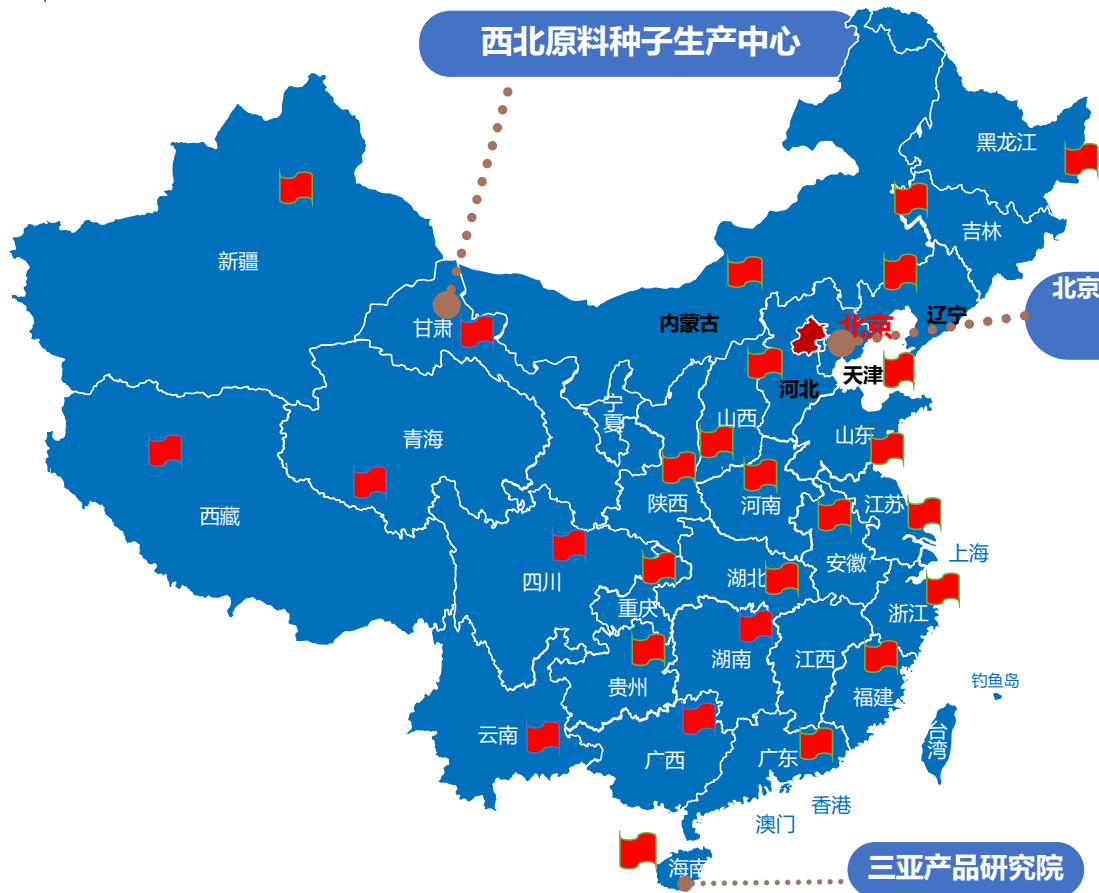 西北原料种子生产中心
黑龙江
吉林
新疆
北京
辽宁
北京
内蒙古
甘肃
天津
河北
宁
夏
山西
山东
青海
陕西
河南
江苏
西藏
上海
安徽
四川
湖北
重庆
浙江
湖南
江西
贵州
福建
钓鱼岛
云南
台
湾
广西
广东
香港
澳门
海南
三亚产品研究院